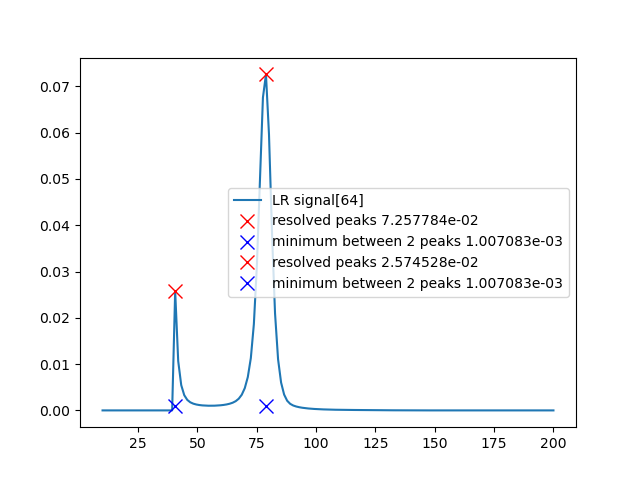 0.07
0.06
0.05
0.04
0.03
0.02
0.01
0.00
LR signal[64]
resolved peaks 7.257784e-02
minimum between 2 peaks 1.007083e-03
resolved peaks 2.574528e-02
minimum between 2 peaks 1.007083e-03
25 50 75 100 125 150 175 200